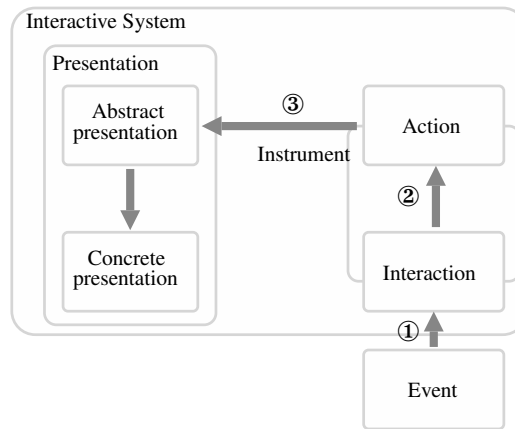 Interactive System
Presentation
Abstract
presentation
③
Action
Instrument
②
Concrete
presentation
Interaction
①
Event